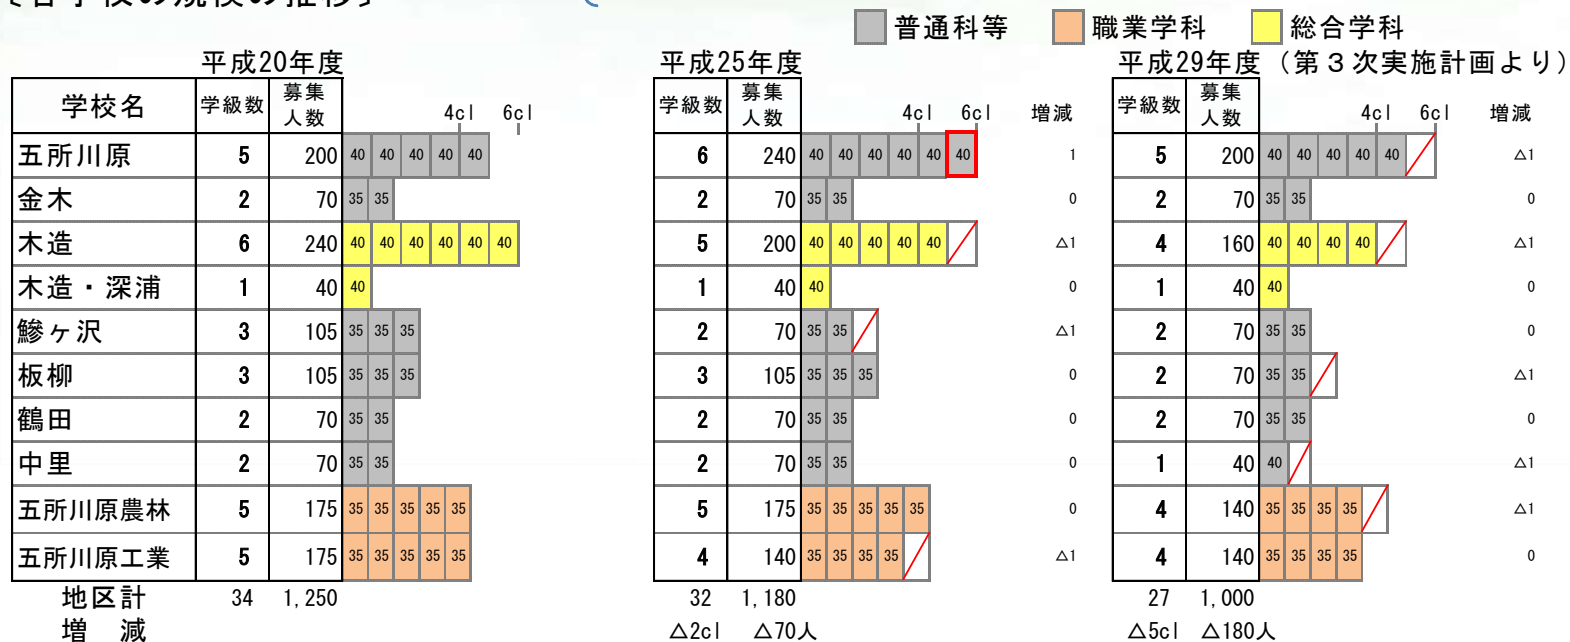 普通科等 職業学科 総合学科
平成20年度 平成25年度 平成29年度（第３次実施計画より）
学校名 学級数 募集人数 4cl 6cl 学級数 募集人数 4cl 6cl 増減 学級数 募集人数 4cl 6cl 増減
五所川原 5 200 40 40 40 40 40 6 240 40 40 40 40 40 40 1 5 200 40 40 40 40 40 △1
金木 2 70 35 35 2 70 35 35 0 2 70 35 35 0
木造 6 240 40 40 40 40 40 40 5 200 40 40 40 40 40 △1 4 160 40 40 40 40 △1
木造・深浦 1 40 40 1 40 40 0 1 40 40 0
鰺ヶ沢 3 105 35 35 35 2 70 35 35 △1 2 70 35 35 0
板柳 3 105 35 35 35 3 105 35 35 35 0 2 70 35 35 △1
鶴田 2 70 35 35 2 70 35 35 0 2 70 35 35 0
中里 2 70 35 35 2 70 35 35 0 1 40 40 △1
五所川原農林 5 175 35 35 35 35 35 5 175 35 35 35 35 35 0 4 140 35 35 35 35 △1
五所川原工業 5 175 35 35 35 35 35 4 140 35 35 35 35 △1 4 140 35 35 35 35 0
地区計 34 1,250 32 1,180 27 1,000
増　減 △2cl △70人 △5cl △180人